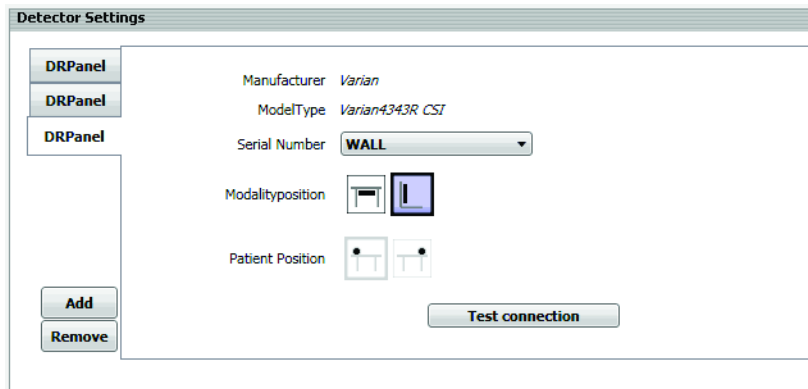 Detector Settings
DRPanel
DRPanel
DRPanel
Manufacturer Varian
ModelType Varian4343R CSI
Serial Number WALL
Modalityposition
Patient Position
Add
Remove
Test connection